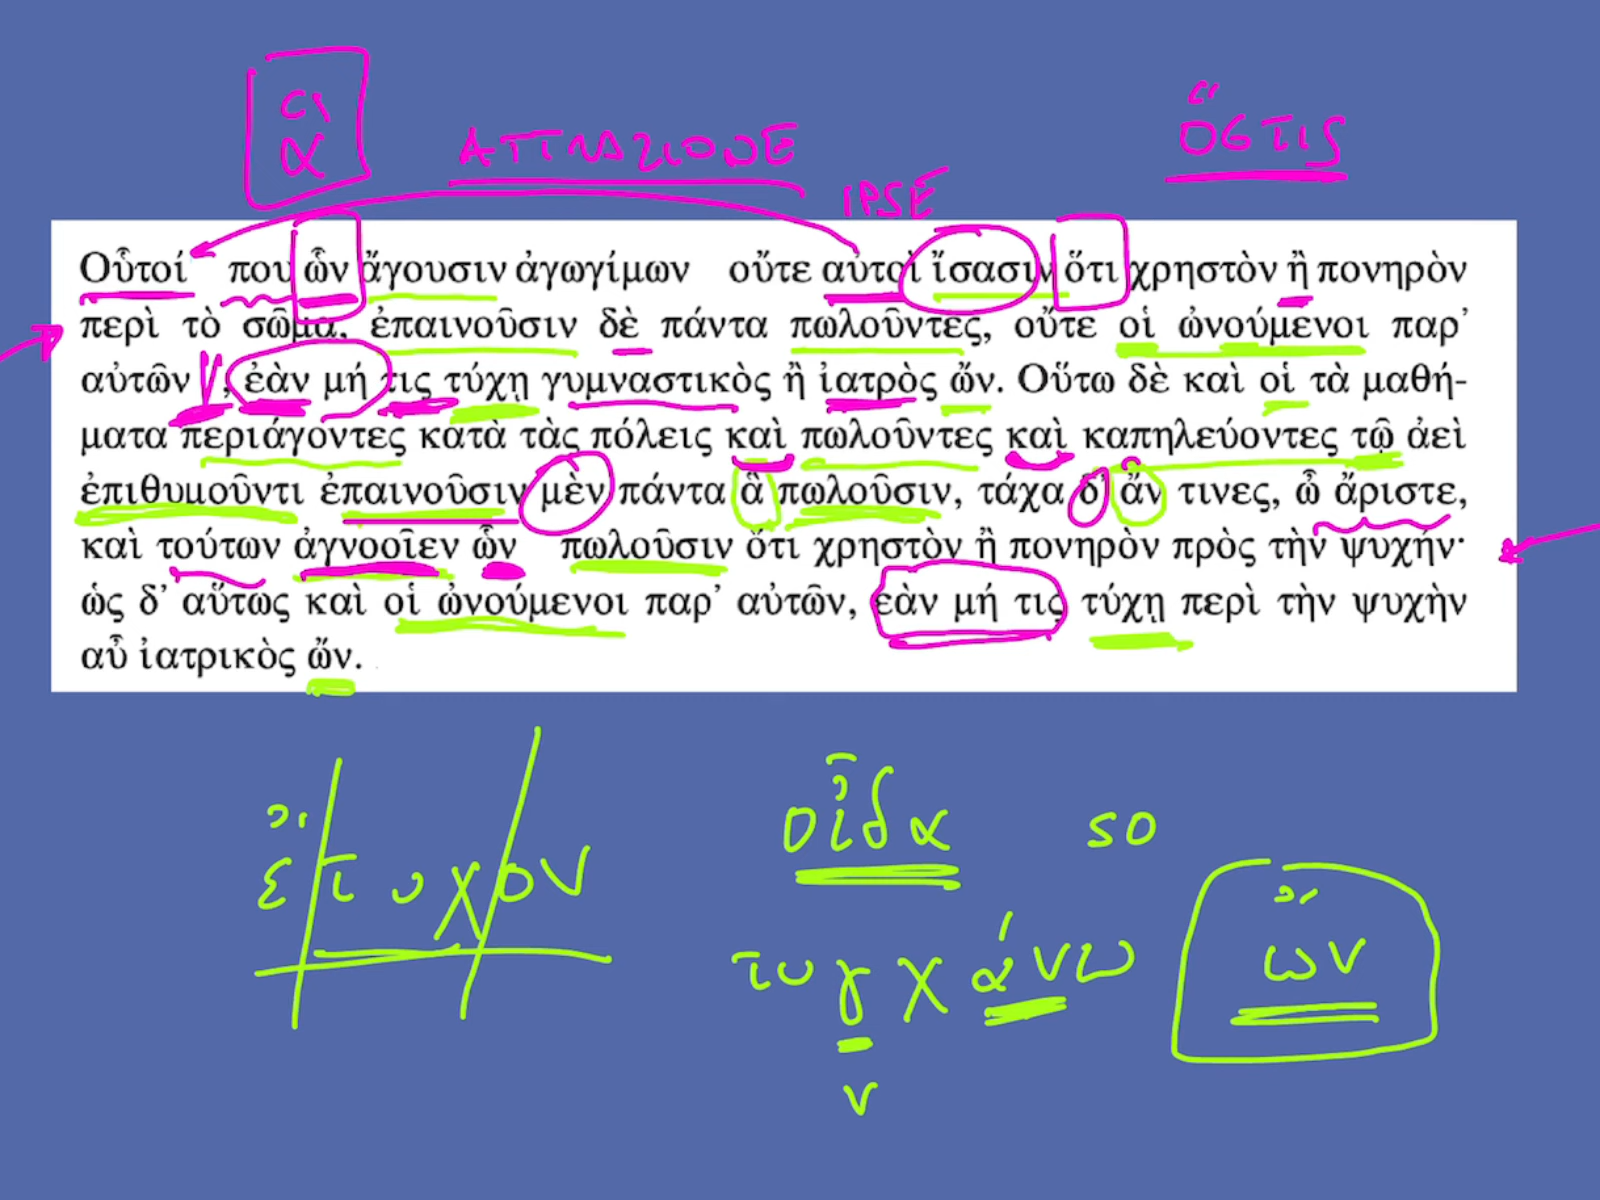 ἅ
ATTRAZIONE
ὅστις
IPSE
Οὗτοί που ὧν ἄγουσιν ἀγωγίμων οὔτε αὐτοὶ ἴσασιν ὅτι χρηστὸν ἢ πονηρὸν
περὶ τὸ σῶμα, ἐπαινοῦσιν δὲ πάντα πωλοῦντες, οὔτε οἱ ὠνούμενοι παρ’
αὐτῶν, ἐὰν μή τις τύχῃ γυμναστικὸς ἢ ἰατρὸς ὤν. Οὕτω δὲ καὶ οἱ τὰ μαθή-
ματα περιάγοντες κατὰ τὰς πόλεις καὶ πωλοῦντες καὶ καπηλεύοντες τῷ ἀεὶ
ἐπιθυμοῦντι ἐπαινοῦσιν μὲν πάντα ἃ πωλοῦσιν, τάχα δ’ ἄν τινες, ὦ ἄριστε,
καὶ τούτων ἀγνοοῖεν ὧν πωλοῦσιν ὅτι χρηστὸν ἢ πονηρὸν πρὸς τὴν ψυχήν·
ὡς δ’ αὕτως καὶ οἱ ὠνούμενοι παρ’ αὐτῶν, ἐὰν μή τις τύχῃ περὶ τὴν ψυχὴν
αὖ ἰατρικὸς ὤν.
οἶδα so
ἔτυχον
τυγχάνω ὤν
ν